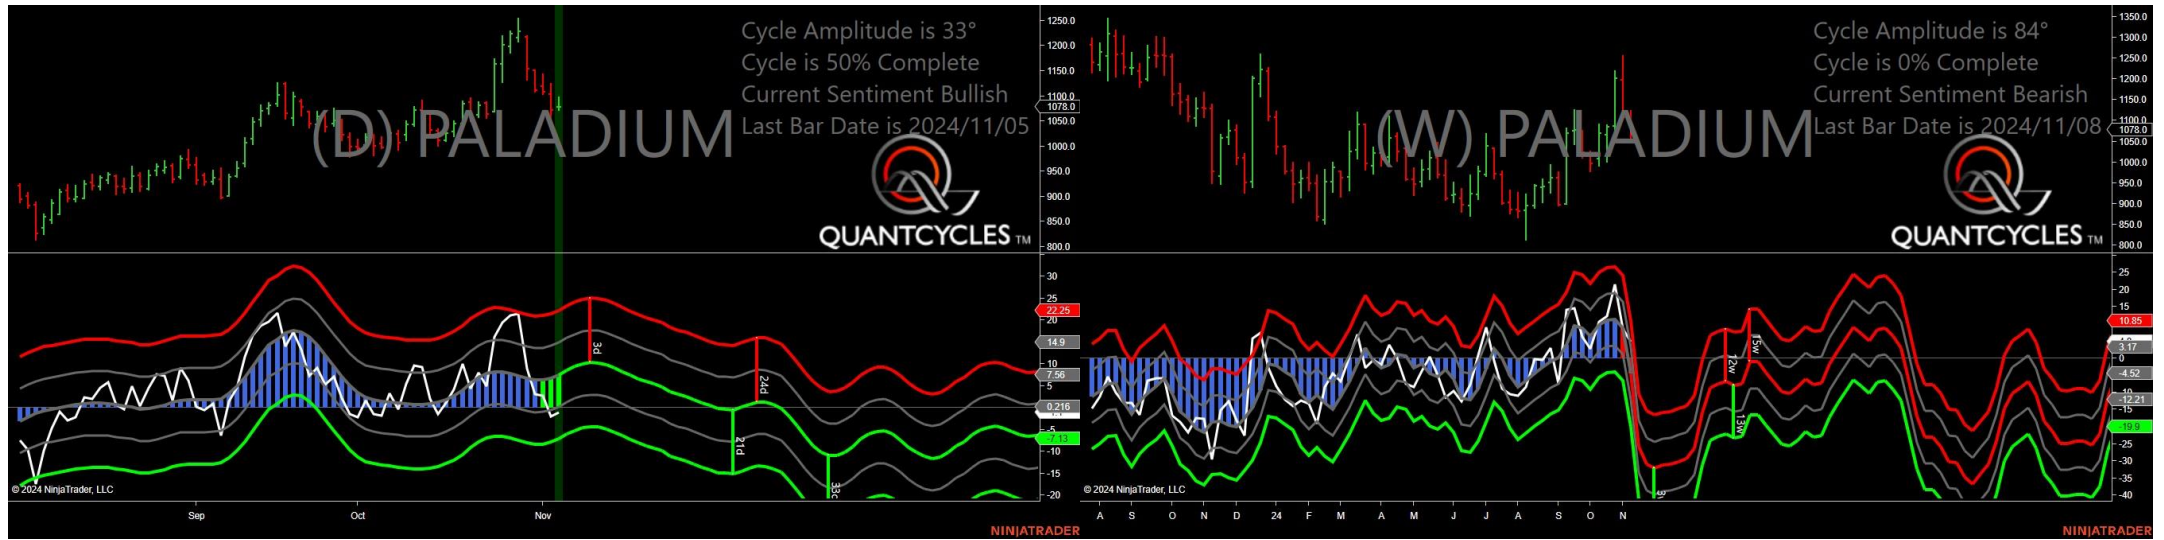 Cycle Amplitude is 33°
Cycle is 50% Complete
Current Sentiment Bullish
Last Bar Date is 2024/11/05
(D) PALADIUM
QUANTCYCLES TM
1250.0
1200.0
1150.0
1100.0
1078.0
1050.0
1000.0
950.0
900.0
850.0
800.0
30
25
22.25
20
14.9
10
7.56
5
0.216
-5
-7.13
-10
-15
-20
3d
24d
21d
© 2024 NinjaTrader, LLC
Sep Oct Nov
NINJATRADER
Cycle Amplitude is 84°
Cycle is 0% Complete
Current Sentiment Bearish
Last Bar Date is 2024/11/08
(W) PALADIUM
QUANTCYCLES TM
1350.0
1300.0
1250.0
1200.0
1150.0
1100.0
1078.0
1050.0
1000.0
950.0
900.0
850.0
800.0
25
20
15
10.85
3.17
0
-4.52
-10
-12.21
-15
-19.9
-25
-30
-35
-40
12w
15w
13w
© 2024 NinjaTrader, LLC
A S O N D 24 F M A M J J A S O N
NINJATRADER